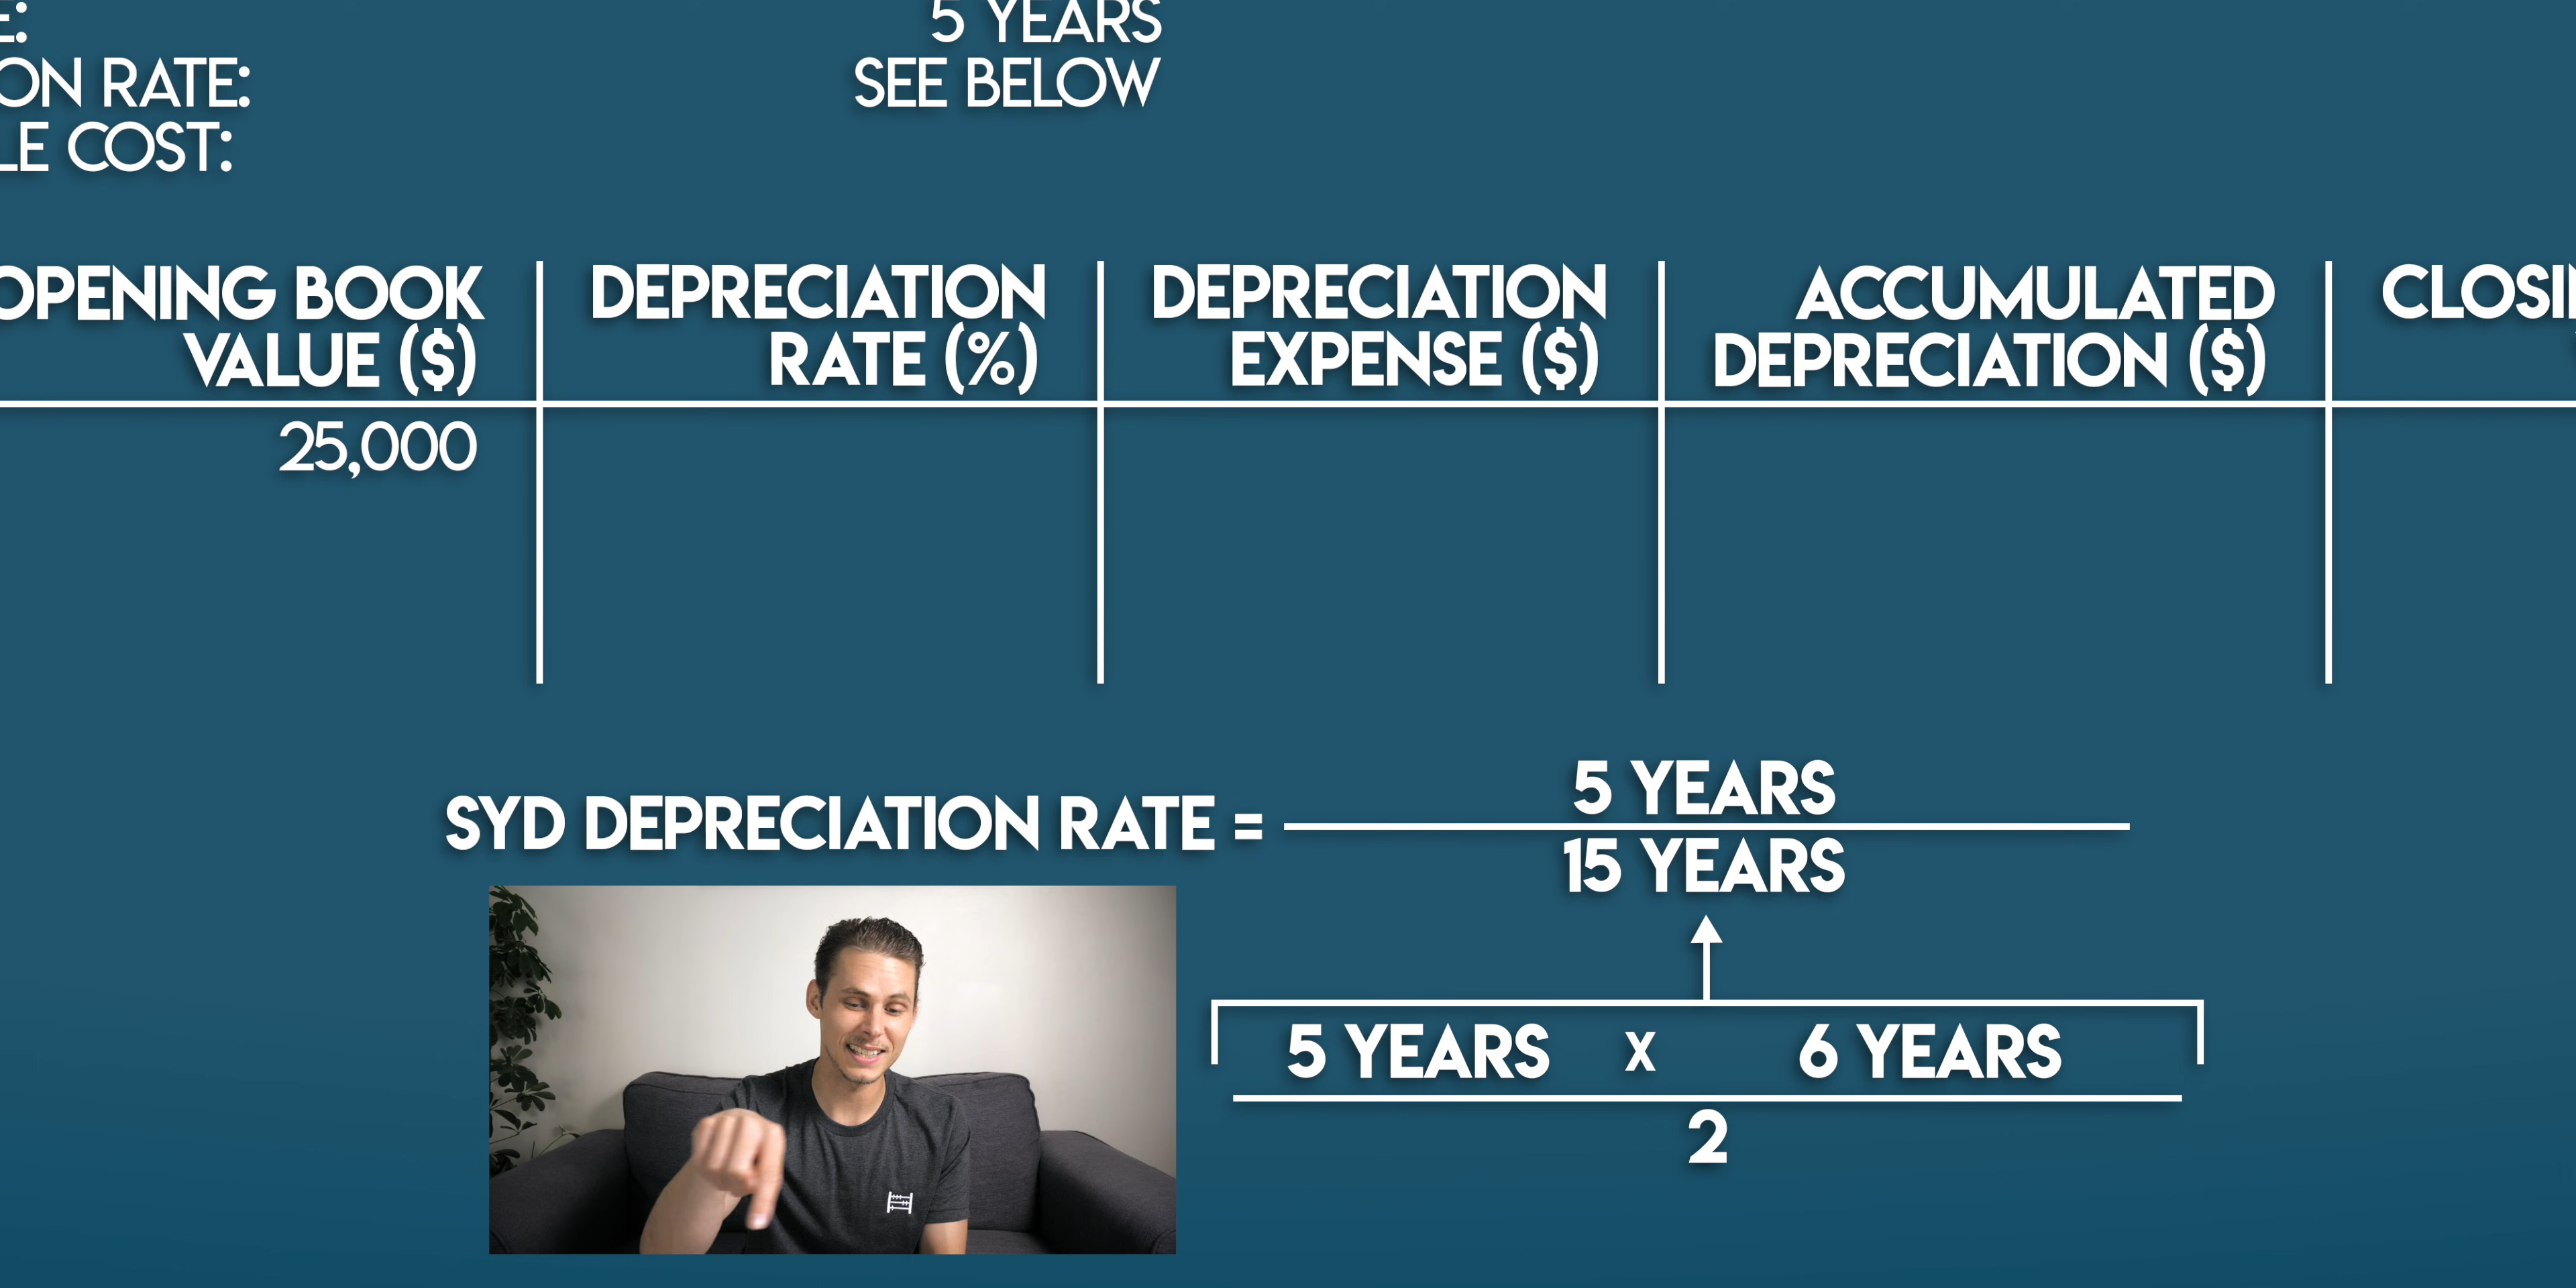 E:
5 YEARS
ON RATE:
SEE BELOW
LE COST:
OPENING BOOK
VALUE ($)
DEPRECIATION
RATE (%)
DEPRECIATION
EXPENSE ($)
ACCUMULATED
DEPRECIATION ($)
CLOSIN
25,000
SYD DEPRECIATION RATE =
5 YEARS
15 YEARS
5 YEARS x 6 YEARS
2